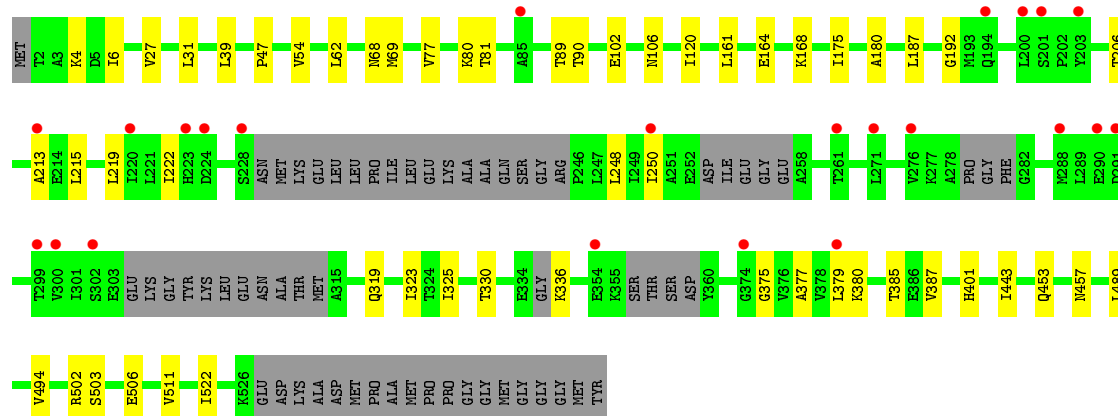 MET T2 A3 K4 D5 I6 V27 L31 L39 P47 V54 L62 N68 M69 V77 K80 T81 A85 T89 T90 E102 N106 I120 L161 E164 K168 I175 A180 L187 G192 M193 Q194 L200 S201 P202 Y203 T206
A213 E214 L215 L219 I220 L221 I222 H223 D224 S228 ASN MET LYS GLU LEU LEU PRO ILE LEU GLU LYS ALA ALA GLN SER GLY ARG P246 L247 L248 I249 I250 A251 E252 ASP ILE GLU GLY GLU A258 T261 L271 V276 K277 A278 PRO GLY PHE G282 M288 L289 E290 D291
T299 V300 I301 S302 E303 GLU LYS GLY TYR LYS LEU GLU ASN ALA THR MET A315 Q319 I323 T324 I325 T330 E334 GLY K336 E354 K355 SER THR SER ASP Y360 G374 G375 V376 A377 V378 L379 K380 T385 E386 V387 H401 I443 Q453 N457 L489
V494 R502 S503 E506 V511 I522 K526 GLU ASP LYS ALA ASP MET PRO ALA MET PRO PRO GLY GLY MET GLY GLY GLY MET TYR